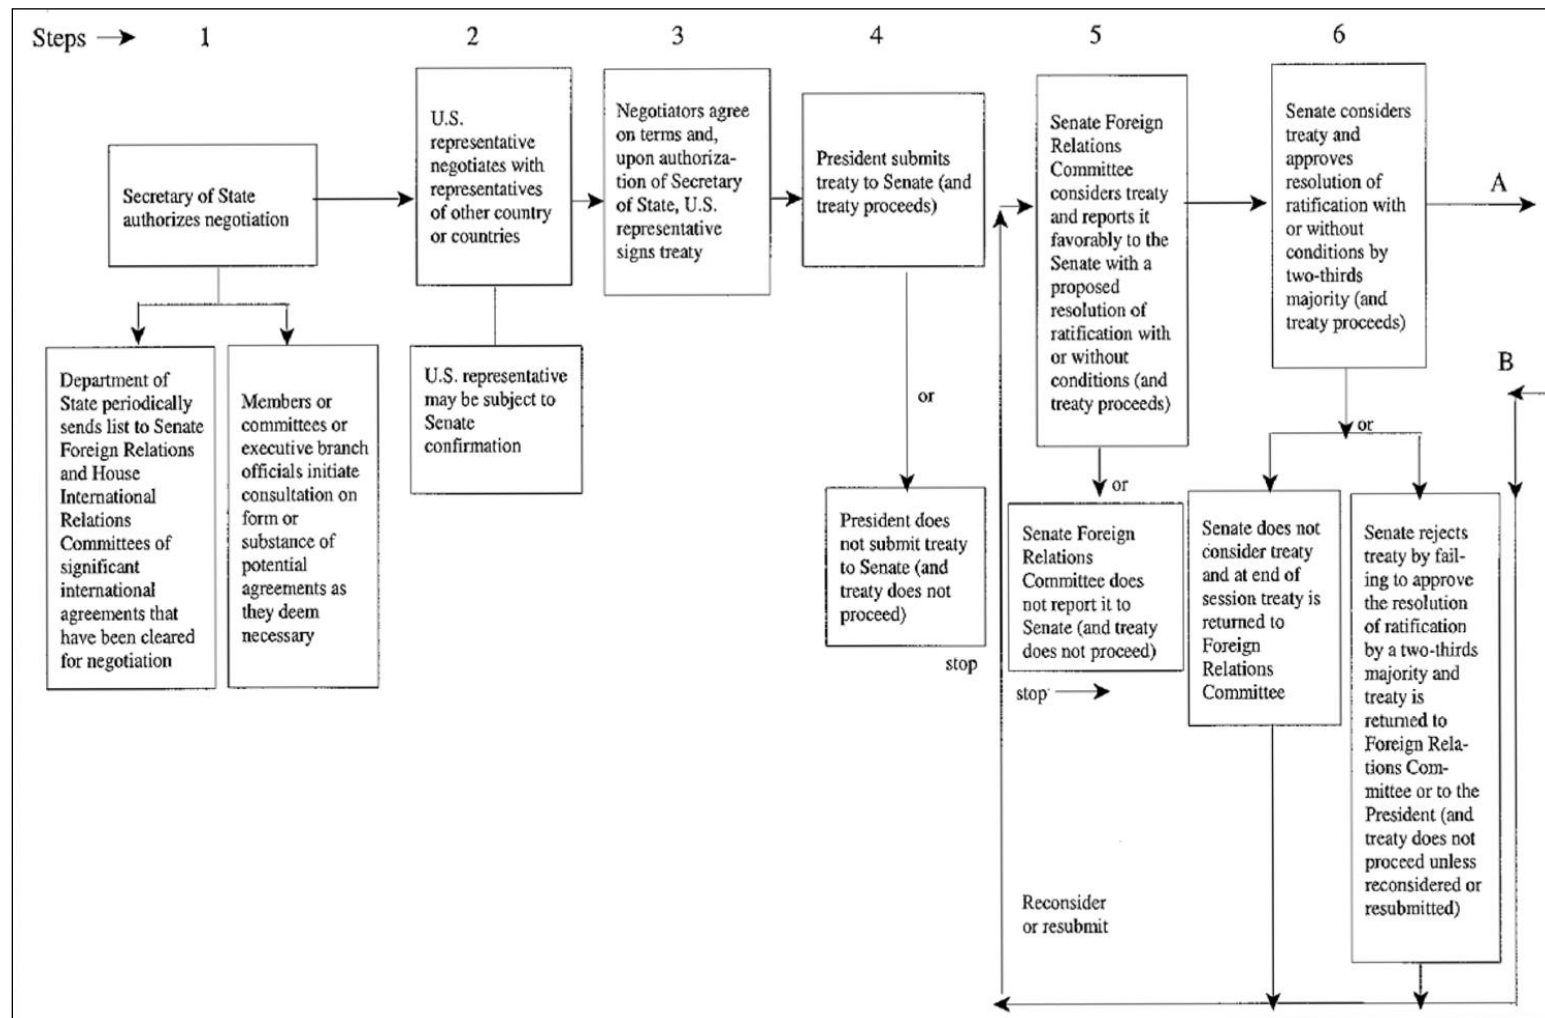 Steps → 1 2 3 4 5 6
Secretary of State
authorizes negotiation
Department of
State periodically
sends list to Senate
Foreign Relations
and House
International
Relations
Committees of
significant
international
agreements that
have been cleared
for negotiation
Members or
committees or
executive branch
officials initiate
consultation on
form or
substance of
potential
agreements as
they deem
necessary
U.S.
representative
negotiates with
representatives
of other country
or countries
U.S. representative
may be subject to
Senate
confirmation
Negotiators agree
on terms and,
upon authoriza-
tion of Secretary
of State, U.S.
representative
signs treaty
President submits
treaty to Senate (and
treaty proceeds)
or
President does
not submit treaty
to Senate (and
treaty does not
proceed)
stop
Senate Foreign
Relations
Committee
considers treaty
and reports it
favorably to the
Senate with a
proposed
resolution of
ratification with
or without
conditions (and
treaty proceeds)
or
Senate Foreign
Relations
Committee does
not report it to
Senate (and treaty
does not proceed)
stop →
Reconsider
or resubmit
Senate considers
treaty and
approves
resolution of
ratification with
or without
conditions by
two-thirds
majority (and
treaty proceeds)
or
Senate does not
consider treaty
and at end of
session treaty is
returned to
Foreign
Relations
Committee
Senate rejects
treaty by fail-
ing to approve
the resolution
of ratification
by a two-thirds
majority and
treaty is
returned to
Foreign Rela-
tions Com-
mittee or to the
President (and
treaty does not
proceed unless
reconsidered or
resubmitted)
A
B